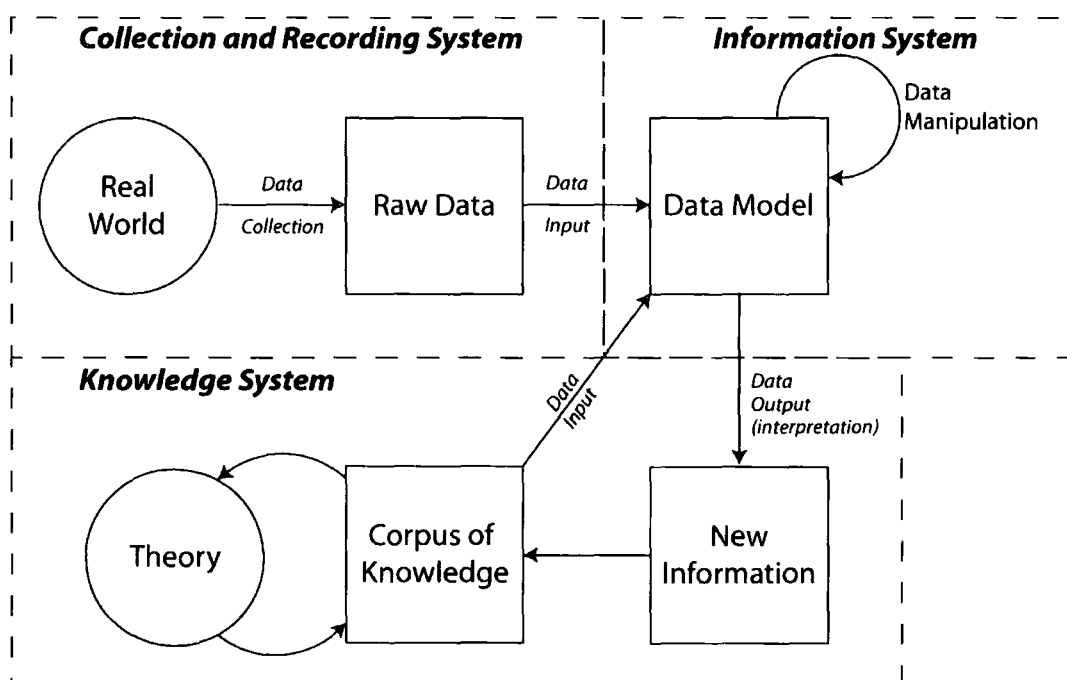 Collection and Recording System
Information System
Real
World
Data
Collection
Raw Data
Data
Input
Data Model
Data
Manipulation
Knowledge System
Data
Input
Data
Output
(interpretation)
Theory
Corpus of
Knowledge
New
Information